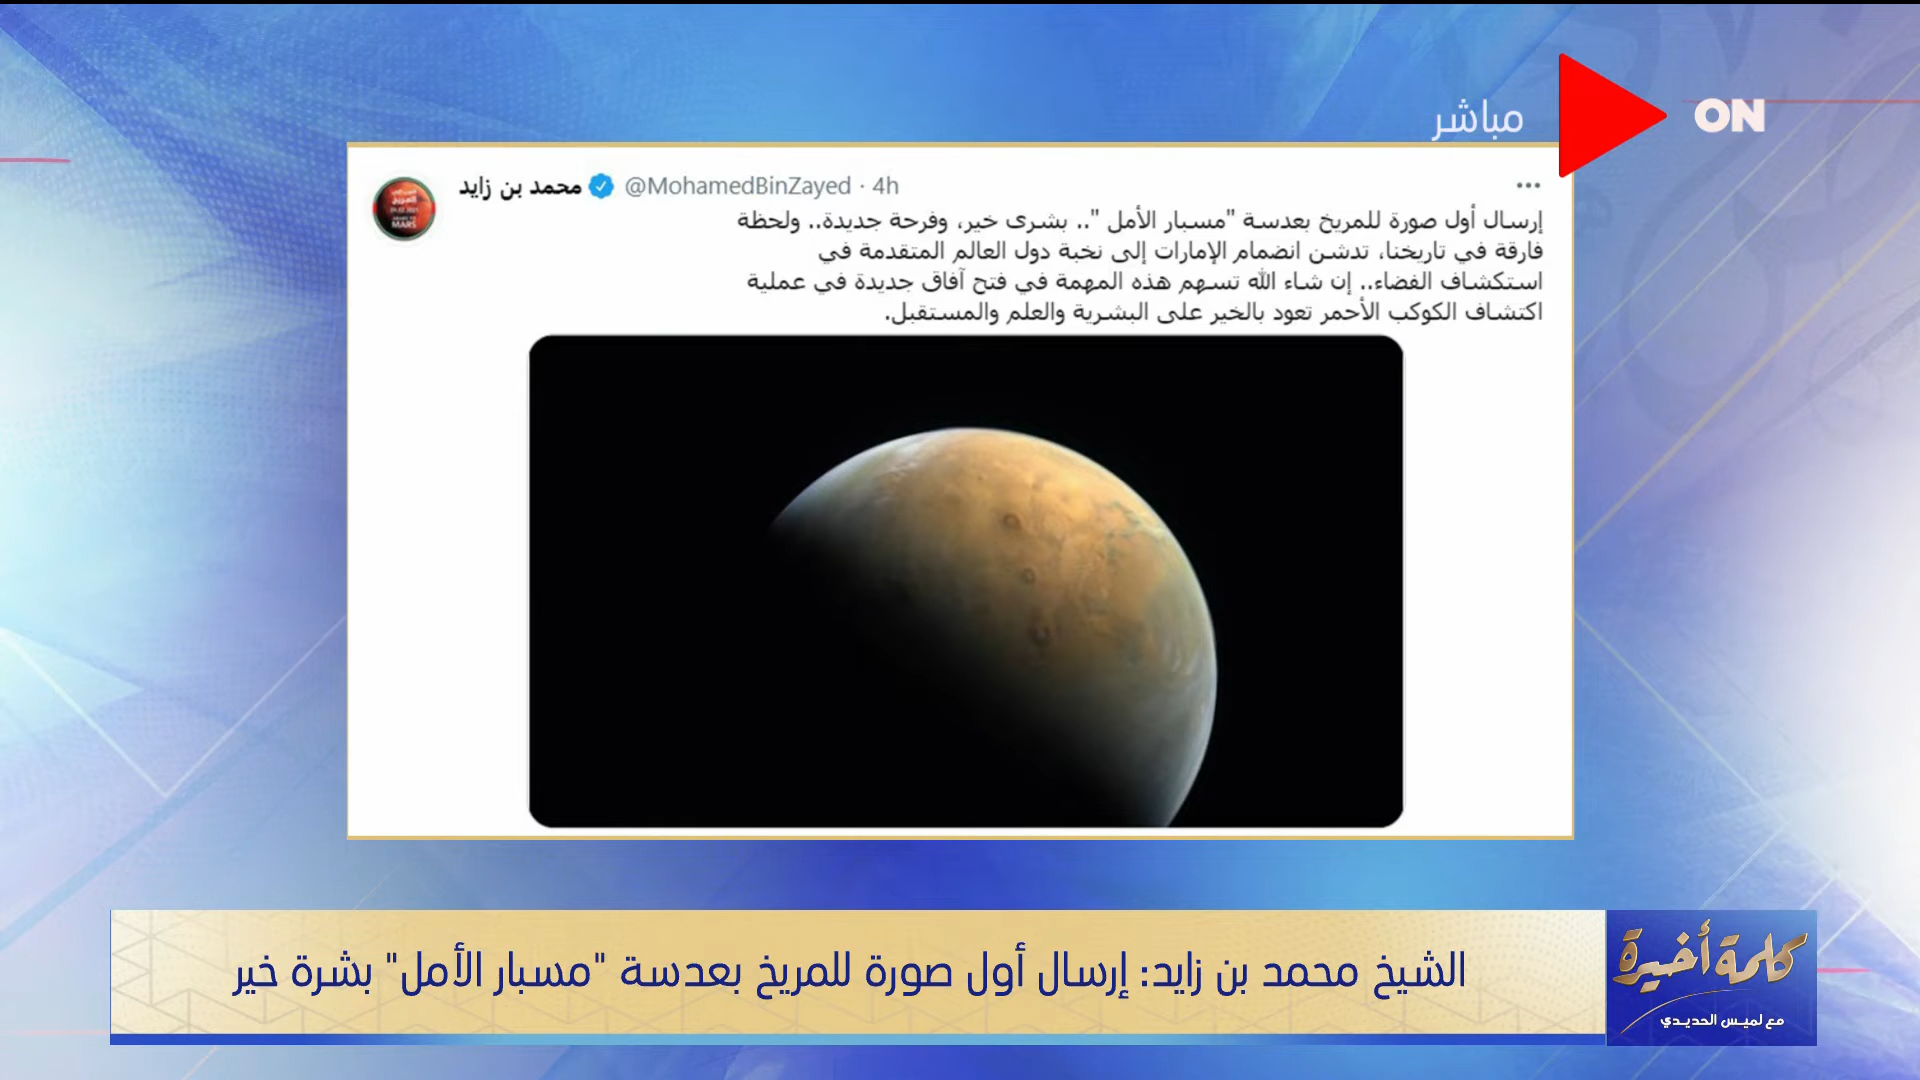 ON
مباشر
محمد بن زايد @MohamedBinZayed · 4h
إرسال أول صورة للمريخ بعدسة "مسبار الأمل ".. بشرى خير، وفرحة جديدة.. ولحظة
فارقة في تاريخنا، تدشن انضمام الإمارات إلى نخبة دول العالم المتقدمة في
استكشاف الفضاء.. إن شاء الله تسهم هذه المهمة في فتح آفاق جديدة في عملية
اكتشاف الكوكب الأحمر تعود بالخير على البشرية والعلم والمستقبل.
الشيخ محمد بن زايد: إرسال أول صورة للمريخ بعدسة "مسبار الأمل" بشرة خير
كلمة أخيرة
مع لميس الحديدي